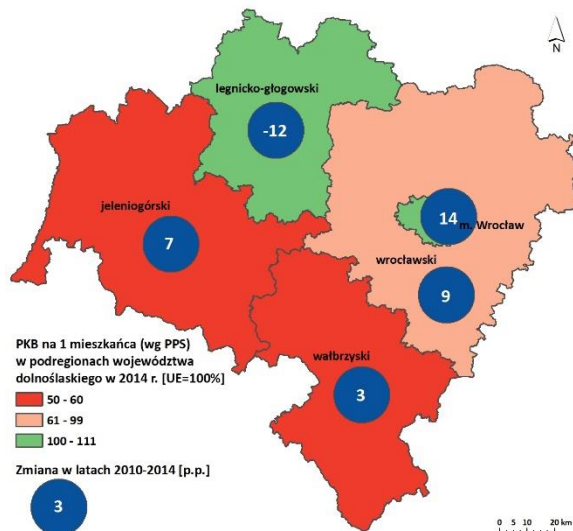 N
legnicko-głogowski
-12
jeleniogórski
7
14
m. Wrocław
wrocławski
9
wałbrzyski
3
PKB na 1 mieszkańca (wg PPS)
w podregionach województwa
dolnoślaskiego w 2014 r. [UE=100%]
50 - 60
61 - 99
100 - 111
Zmiana w latach 2010-2014 [p.p.]
3
0 5 10 20 km